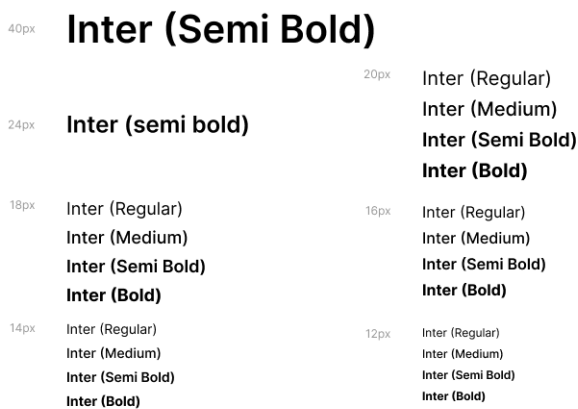 40px Inter (Semi Bold)
24px Inter (semi bold)
20px Inter (Regular)
Inter (Medium)
Inter (Semi Bold)
Inter (Bold)
18px Inter (Regular)
Inter (Medium)
Inter (Semi Bold)
Inter (Bold)
16px Inter (Regular)
Inter (Medium)
Inter (Semi Bold)
Inter (Bold)
14px Inter (Regular)
Inter (Medium)
Inter (Semi Bold)
Inter (Bold)
12px Inter (Regular)
Inter (Medium)
Inter (Semi Bold)
Inter (Bold)